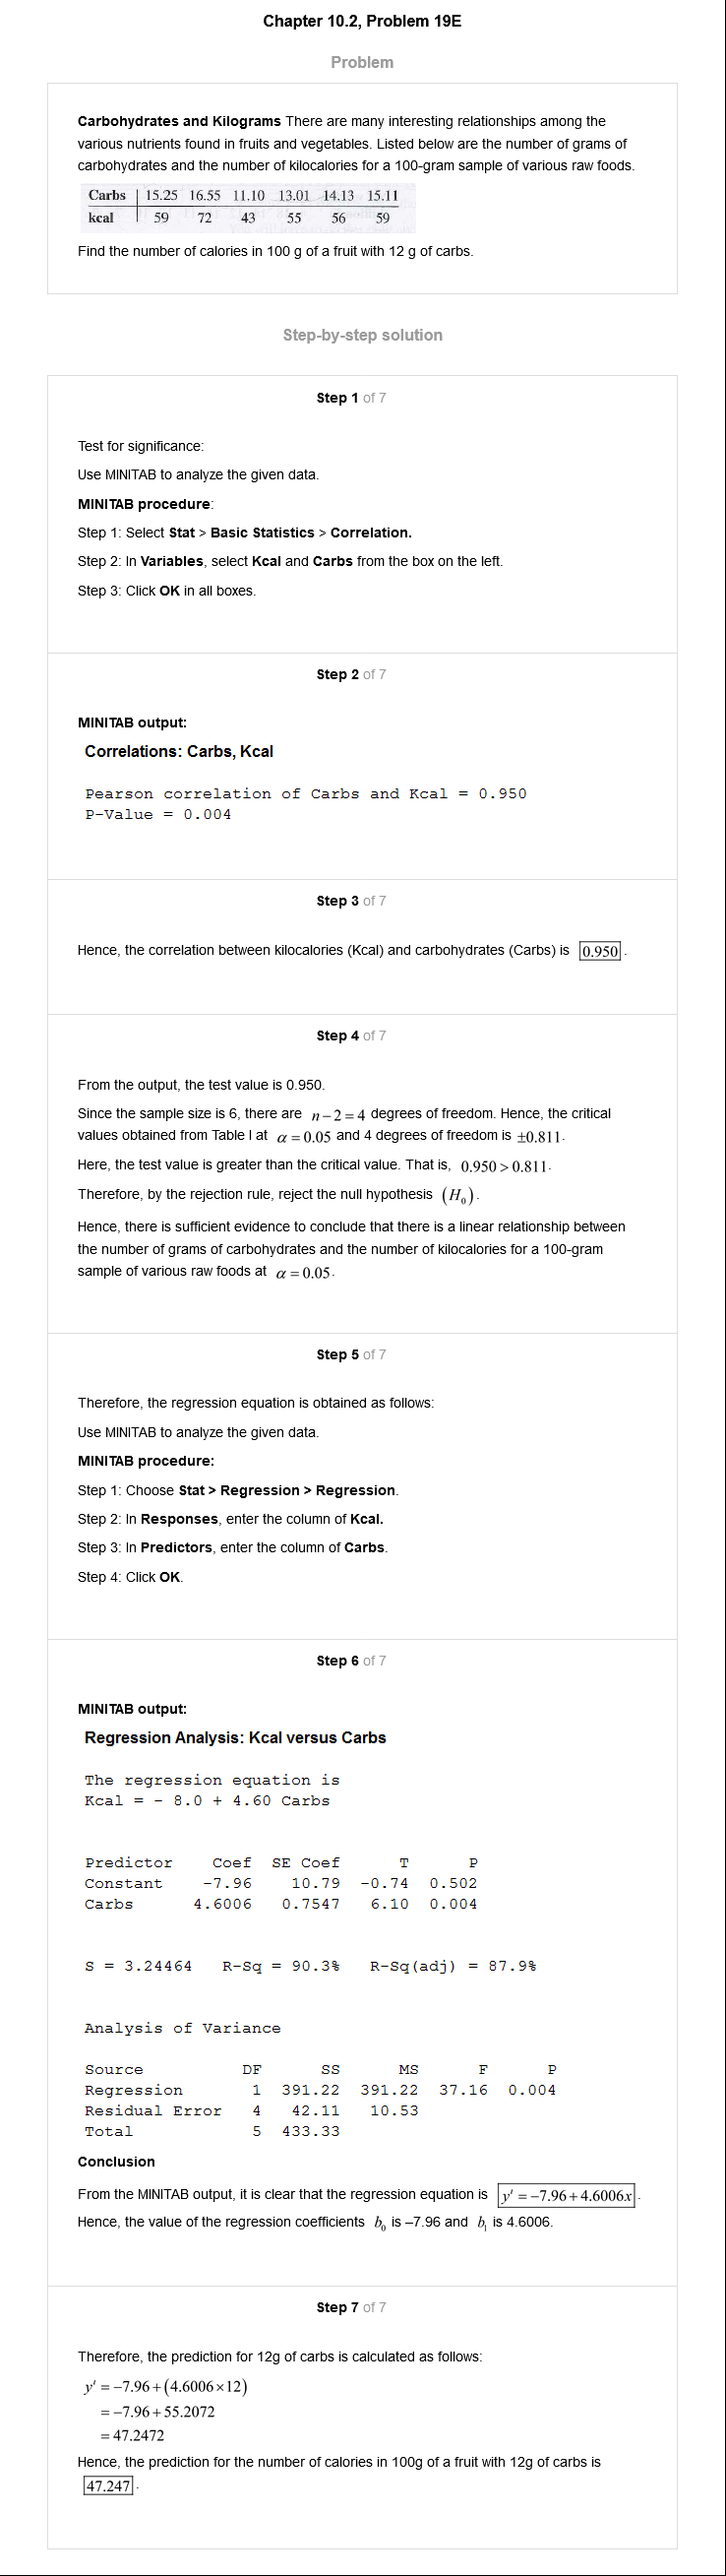 Chapter 10.2, Problem 19E
Problem
Carbohydrates and Kilograms There are many interesting relationships among the
various nutrients found in fruits and vegetables. Listed below are the number of grams of
carbohydrates and the number of kilocalories for a 100-gram sample of various raw foods.
Carbs 15.25 16.55 11.10 13.01 14.13 15.11
kcal 59 72 43 55 56 59
Find the number of calories in 100 g of a fruit with 12 g of carbs.
Step-by-step solution
Step 1 of 7
Test for significance:
Use MINITAB to analyze the given data.
MINITAB procedure:
Step 1: Select Stat > Basic Statistics > Correlation.
Step 2: In Variables, select Kcal and Carbs from the box on the left.
Step 3: Click OK in all boxes.
Step 2 of 7
MINITAB output:
Correlations: Carbs, Kcal
Pearson correlation of Carbs and Kcal = 0.950
P-Value = 0.004
Step 3 of 7
Hence, the correlation between kilocalories (Kcal) and carbohydrates (Carbs) is 0.950.
Step 4 of 7
From the output, the test value is 0.950.
Since the sample size is 6, there are n−2=4 degrees of freedom. Hence, the critical
values obtained from Table I at α=0.05 and 4 degrees of freedom is ±0.811.
Here, the test value is greater than the critical value. That is, 0.950>0.811.
Therefore, by the rejection rule, reject the null hypothesis (H₀).
Hence, there is sufficient evidence to conclude that there is a linear relationship between
the number of grams of carbohydrates and the number of kilocalories for a 100-gram
sample of various raw foods at α=0.05.
Step 5 of 7
Therefore, the regression equation is obtained as follows:
Use MINITAB to analyze the given data.
MINITAB procedure:
Step 1: Choose Stat > Regression > Regression.
Step 2: In Responses, enter the column of Kcal.
Step 3: In Predictors, enter the column of Carbs.
Step 4: Click OK.
Step 6 of 7
MINITAB output:
Regression Analysis: Kcal versus Carbs
The regression equation is
Kcal = - 8.0 + 4.60 Carbs
Predictor Coef SE Coef T P
Constant -7.96 10.79 -0.74 0.502
Carbs 4.6006 0.7547 6.10 0.004
S = 3.24464 R-Sq = 90.3% R-Sq(adj) = 87.9%
Analysis of Variance
Source DF SS MS F P
Regression 1 391.22 391.22 37.16 0.004
Residual Error 4 42.11 10.53
Total 5 433.33
Conclusion
From the MINITAB output, it is clear that the regression equation is y′=−7.96+4.6006x.
Hence, the value of the regression coefficients b₀ is –7.96 and b₁ is 4.6006.
Step 7 of 7
Therefore, the prediction for 12g of carbs is calculated as follows:
y′=−7.96+(4.6006×12)
=−7.96+55.2072
=47.2472
Hence, the prediction for the number of calories in 100g of a fruit with 12g of carbs is
47.247.